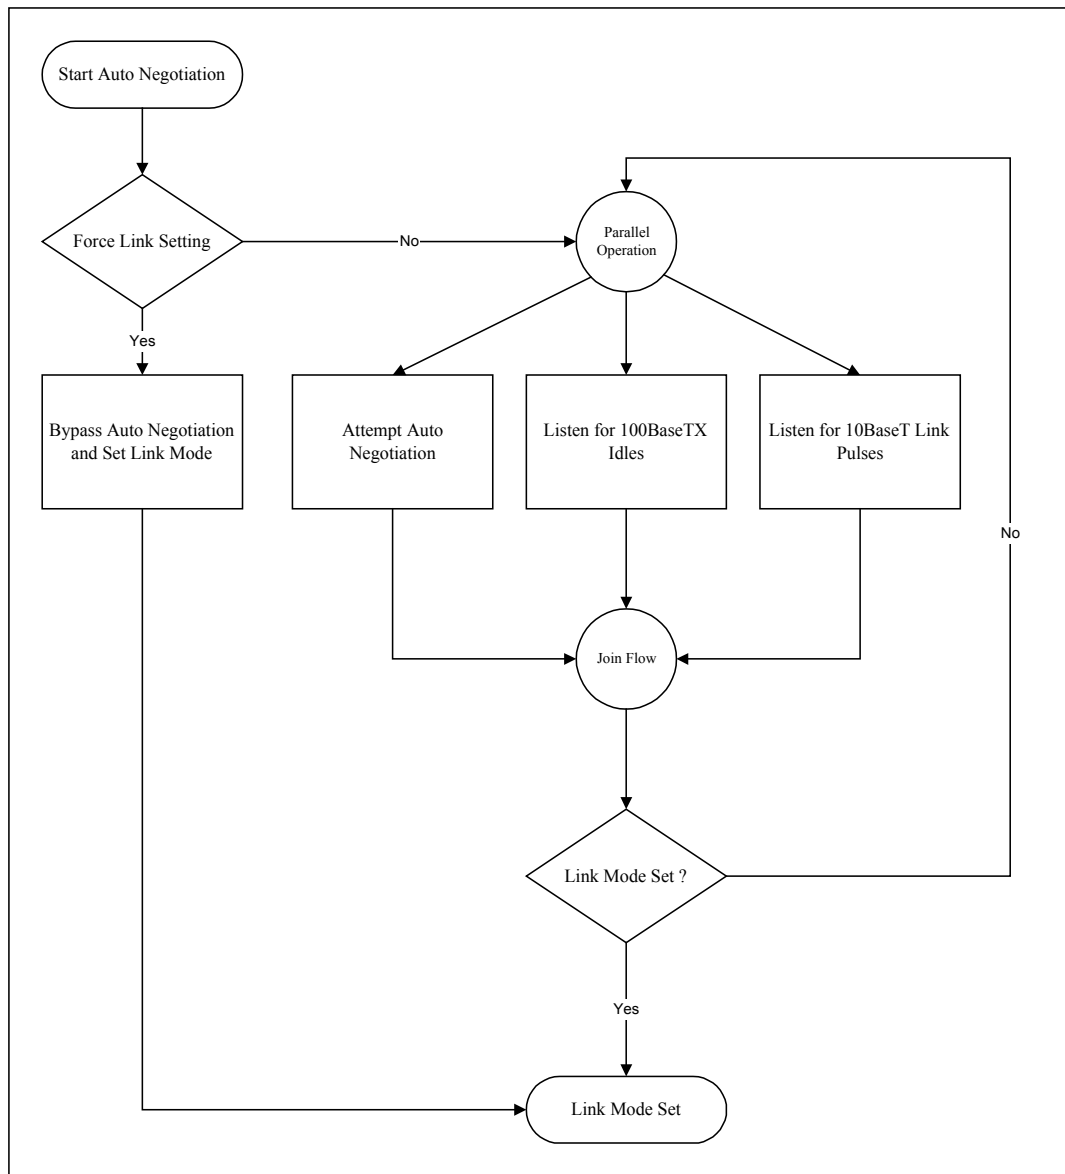 Start Auto Negotiation
Force Link Setting
No
Parallel
Operation
Yes
Bypass Auto Negotiation
and Set Link Mode
Attempt Auto
Negotiation
Listen for 100BaseTX
Idles
Listen for 10BaseT Link
Pulses
No
Join Flow
Link Mode Set ?
Yes
Link Mode Set